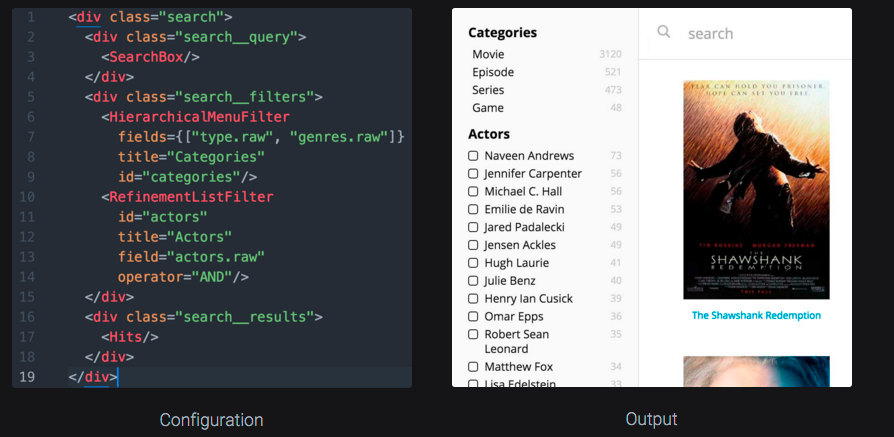 1 <div class="search">
2 <div class="search__query">
3 <SearchBox/>
4 </div>
5 <div class="search__filters">
6 <HierarchicalMenuFilter
7 fields={["type.raw", "genres.raw"]}
8 title="Categories"
9 id="categories"/>
10 <RefinementListFilter
11 id="actors"
12 title="Actors"
13 field="actors.raw"
14 operator="AND"/>
15 </div>
16 <div class="search__results">
17 <Hits/>
18 </div>
19 </div>
Configuration
Categories
Movie 3120
Episode 521
Series 473
Game 48
Actors
Naveen Andrews 73
Jennifer Carpenter 56
Michael C. Hall 56
Emilie de Ravin 53
Jared Padalecki 49
Jensen Ackles 49
Hugh Laurie 41
Julie Benz 40
Henry Ian Cusick 39
Omar Epps 36
Robert Sean 35
Leonard
Matthew Fox 34
Lisa Edelstein 33
search
FEAR CAN HOLD YOU PRISONER.
HOPE CAN SET YOU FREE.
TIM ROBBINS MORGAN FREEMAN
THE
SHAWSHANK
REDEMPTION
The Shawshank Redemption
Output